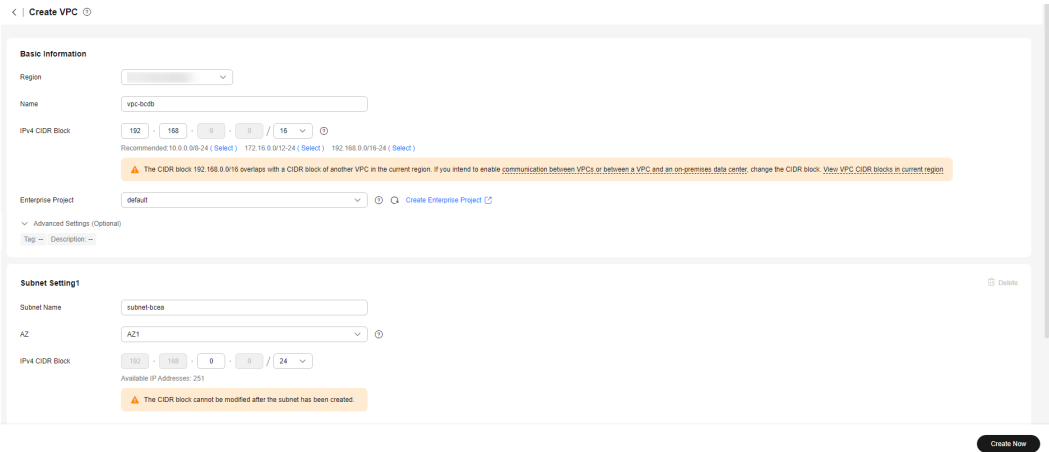 Create VPC
Basic Information
Region
Name vpc-bcdb
IPv4 CIDR Block 192 . 168 . 0 . 0 / 16
Recommended:10.0.0.0/8-24 ( Select ) 172.16.0.0/12-24 ( Select ) 192.168.0.0/16-24 ( Select )
The CIDR block 192.168.0.0/16 overlaps with a CIDR block of another VPC in the current region. If you intend to enable communication between VPCs or between a VPC and an on-premises data center, change the CIDR block. View VPC CIDR blocks in current region
Enterprise Project default Create Enterprise Project
Advanced Settings (Optional)
Tag: -- Description: --
Subnet Setting1 Delete
Subnet Name subnet-bcea
AZ AZ1
IPv4 CIDR Block 192 . 168 . 0 . 0 / 24
Available IP Addresses: 251
The CIDR block cannot be modified after the subnet has been created.
Create Now